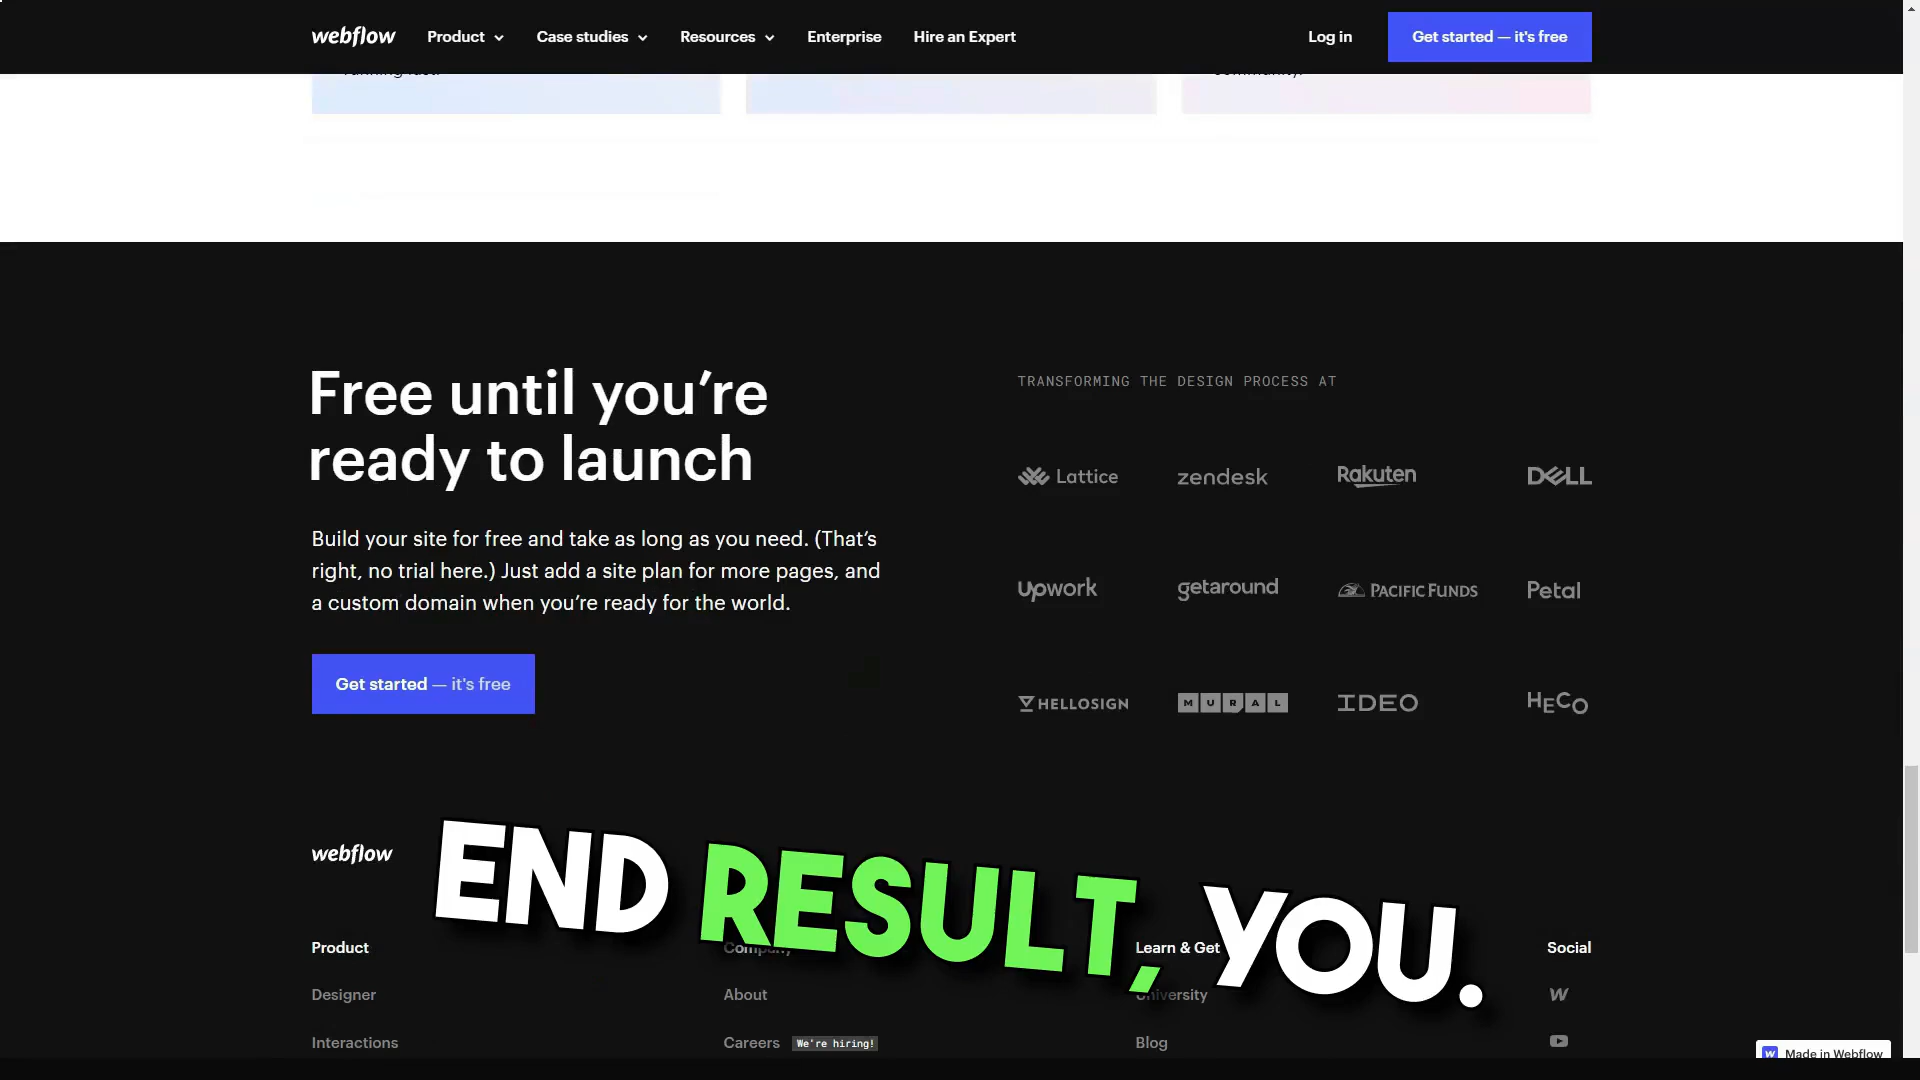 webflow Product Case studies Resources Enterprise Hire an Expert Log in Get started — it's free
running fast. community.
Free until you’re
ready to launch
Build your site for free and take as long as you need. (That’s
right, no trial here.) Just add a site plan for more pages, and
a custom domain when you’re ready for the world.
Get started — it's free
TRANSFORMING THE DESIGN PROCESS AT
Lattice zendesk Rakuten DELL
Upwork getaround PACIFIC FUNDS Petal
HELLOSIGN MURAL IDEO HECO
webflow
END RESULT, YOU.
Product Company Learn & Get Social
Designer About University
Interactions Careers We're hiring! Blog
Made in Webflow